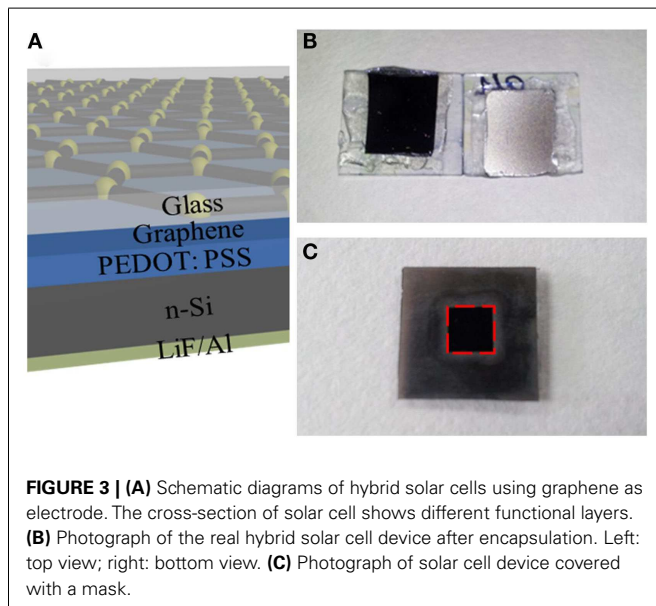 A
Glass
Graphene
PEDOT: PSS
n-Si
LiF/Al
B
C
FIGURE 3 | (A) Schematic diagrams of hybrid solar cells using graphene as
electrode. The cross-section of solar cell shows different functional layers.
(B) Photograph of the real hybrid solar cell device after encapsulation. Left:
top view; right: bottom view. (C) Photograph of solar cell device covered
with a mask.